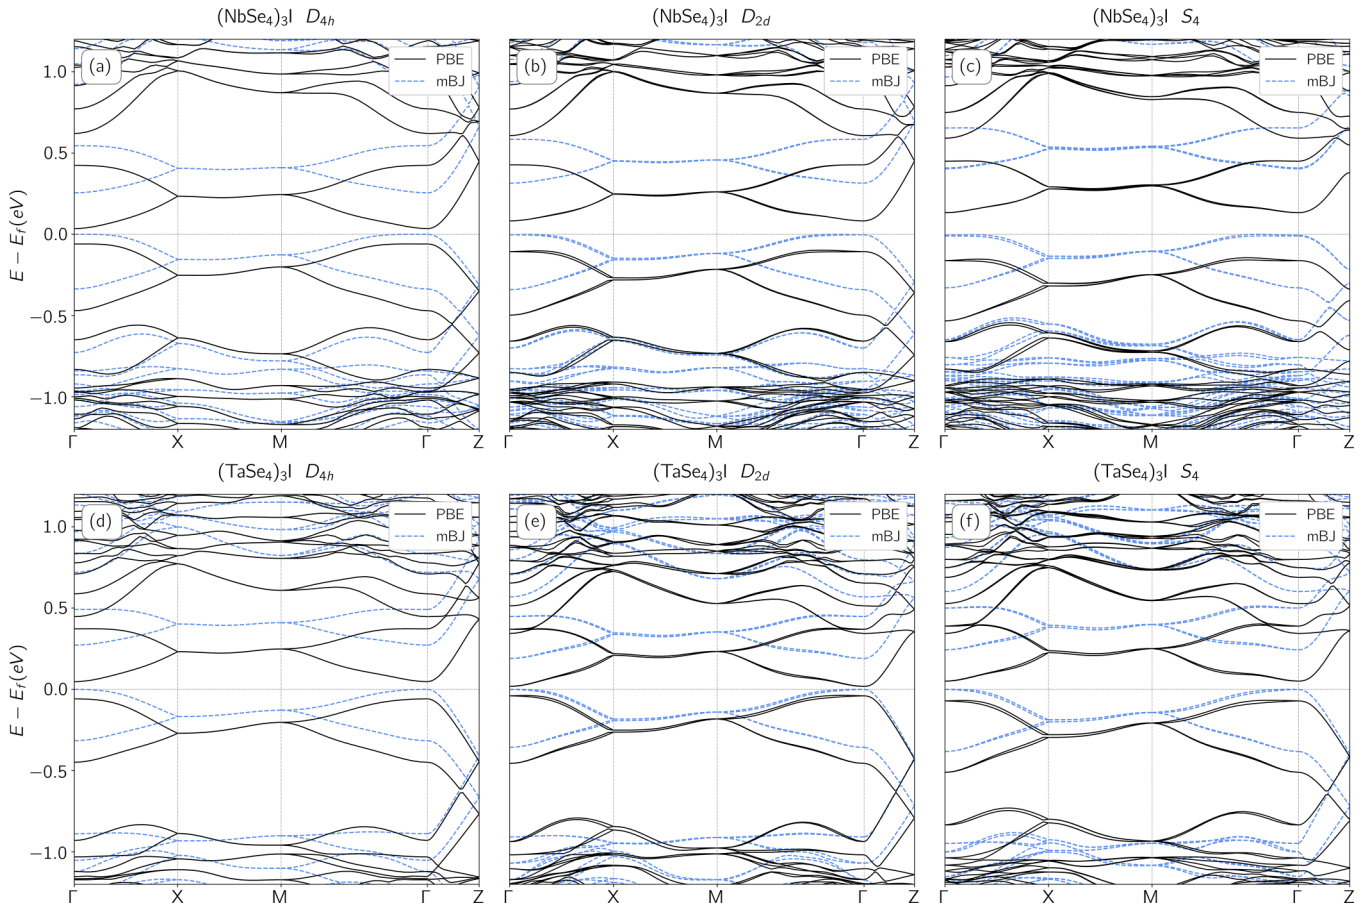 (NbSe₄)₃I D₄ₕ
(NbSe₄)₃I D₂d
(NbSe₄)₃I S₄
(a)
PBE
mBJ
(b)
PBE
mBJ
(c)
PBE
mBJ
E − E_f (eV)
1.0
0.5
0.0
−0.5
−1.0
Γ X M Γ Z
Γ X M Γ Z
Γ X M Γ Z
(TaSe₄)₃I D₄ₕ
(TaSe₄)₃I D₂d
(TaSe₄)₃I S₄
(d)
PBE
mBJ
(e)
PBE
mBJ
(f)
PBE
mBJ
E − E_f (eV)
1.0
0.5
0.0
−0.5
−1.0
Γ X M Γ Z
Γ X M Γ Z
Γ X M Γ Z